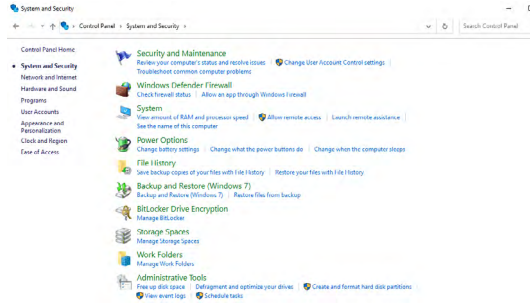 System and Security
Control Panel › System and Security ›
Search Control Panel
Control Panel Home
System and Security
Network and Internet
Hardware and Sound
Programs
User Accounts
Appearance and
Personalization
Clock and Region
Ease of Access
Security and Maintenance
Review your computer's status and resolve issues | Change User Account Control settings |
Troubleshoot common computer problems
Windows Defender Firewall
Check firewall status | Allow an app through Windows Firewall
System
View amount of RAM and processor speed | Allow remote access | Launch remote assistance |
See the name of this computer
Power Options
Change battery settings | Change what the power buttons do | Change when the computer sleeps
File History
Save backup copies of your files with File History | Restore your files with File History
Backup and Restore (Windows 7)
Backup and Restore (Windows 7) | Restore files from backup
BitLocker Drive Encryption
Manage BitLocker
Storage Spaces
Manage Storage Spaces
Work Folders
Manage Work Folders
Administrative Tools
Free up disk space | Defragment and optimize your drives | Create and format hard disk partitions |
View event logs | Schedule tasks